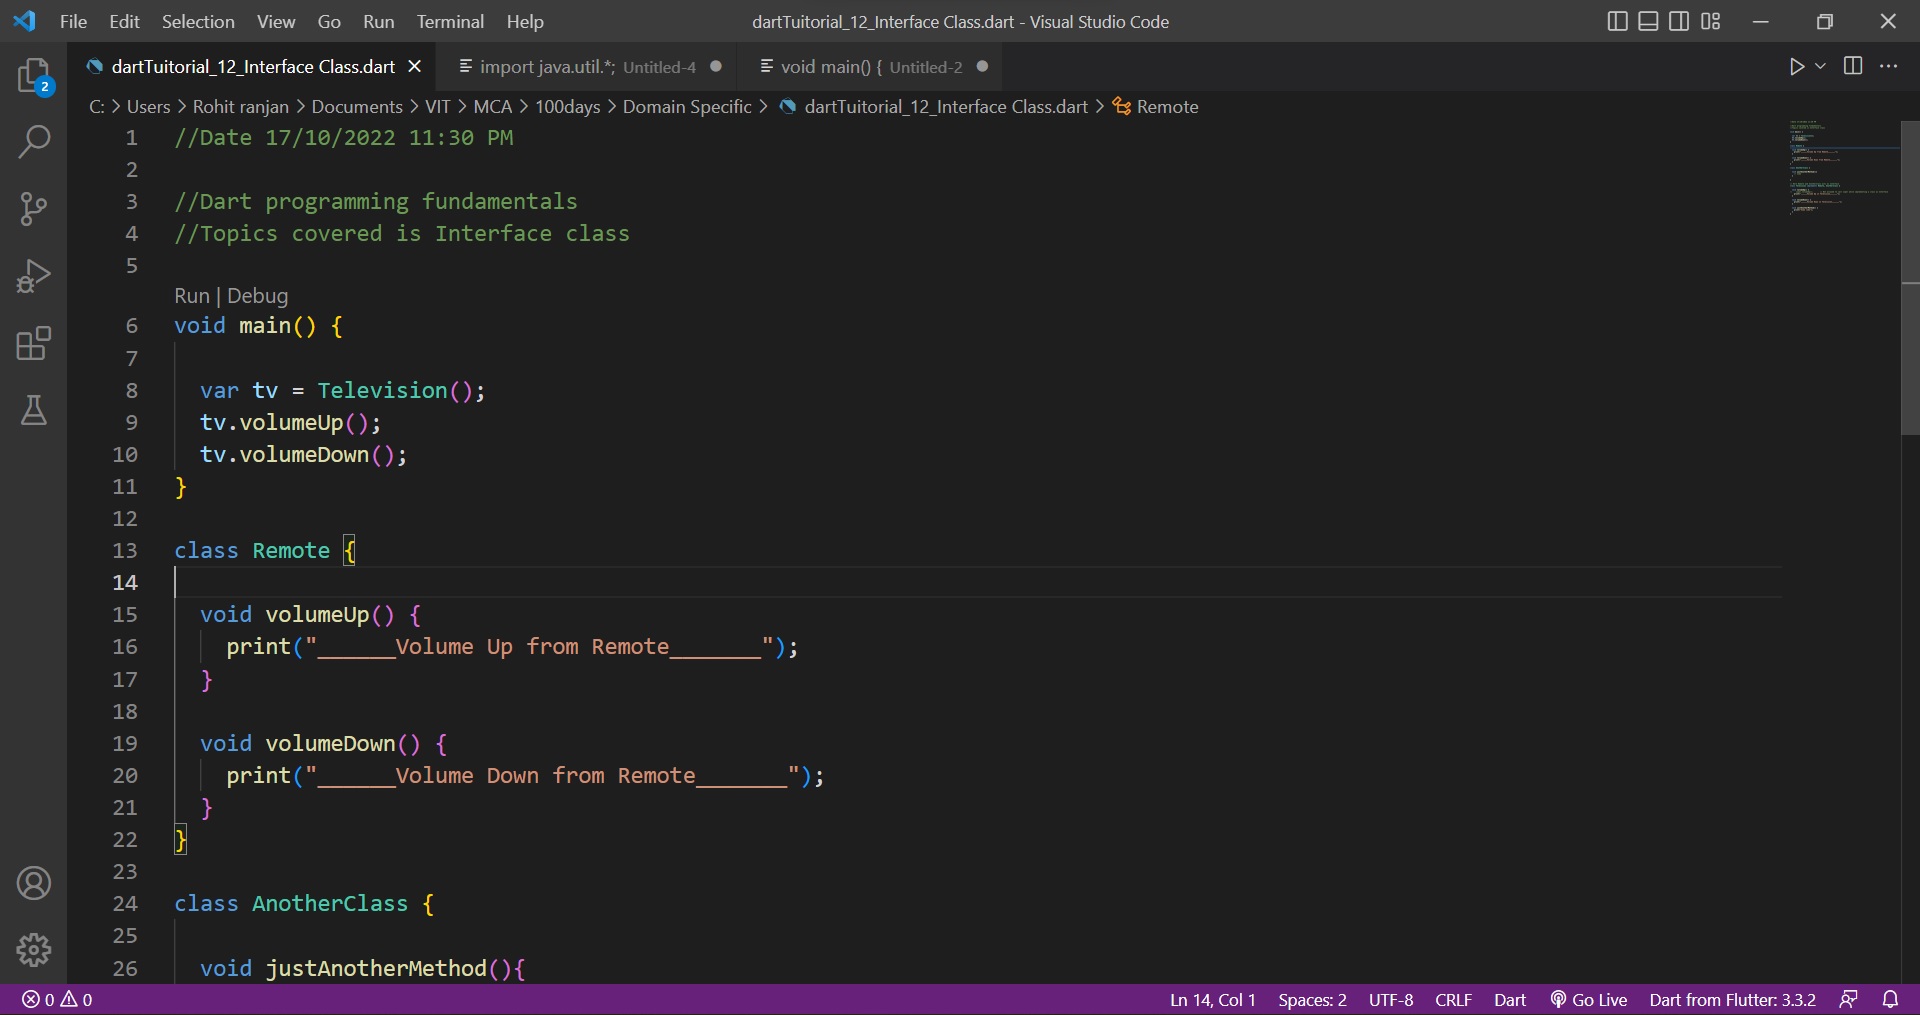 File Edit Selection View Go Run Terminal Help dartTuitorial_12_Interface Class.dart - Visual Studio Code
dartTuitorial_12_Interface Class.dart import java.util.*; Untitled-4 void main() { Untitled-2
2
C: > Users > Rohit ranjan > Documents > VIT > MCA > 100days > Domain Specific > dartTuitorial_12_Interface Class.dart > Remote
1 //Date 17/10/2022 11:30 PM
2
3 //Dart programming fundamentals
4 //Topics covered is Interface class
5
Run | Debug
6 void main() {
7
8 var tv = Television();
9 tv.volumeUp();
10 tv.volumeDown();
11 }
12
13 class Remote {
14
15 void volumeUp() {
16 print("______Volume Up from Remote_______");
17 }
18
19 void volumeDown() {
20 print("______Volume Down from Remote_______");
21 }
22 }
23
24 class AnotherClass {
25
26 void justAnotherMethod(){
0 0 Ln 14, Col 1 Spaces: 2 UTF-8 CRLF Dart Go Live Dart from Flutter: 3.3.2